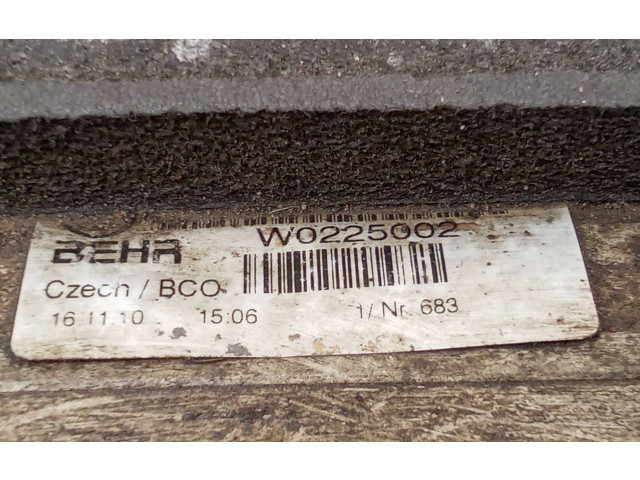 BEHR W0225002
Czech / BCO
16.11.10 15:06 1/ Nr. 683